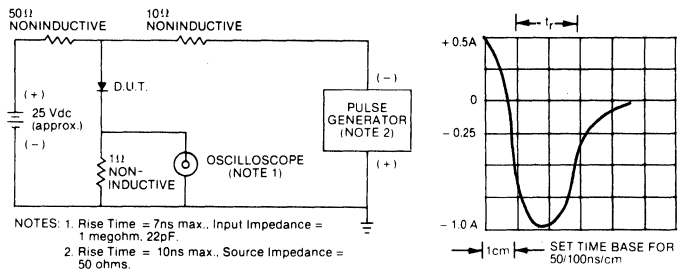 50Ω
NONINDUCTIVE
10Ω
NONINDUCTIVE
(+)
25 Vdc
(approx.)
(−)
D.U.T.
1Ω
NON-
INDUCTIVE
OSCILLOSCOPE
(NOTE 1)
(−)
PULSE
GENERATOR
(NOTE 2)
(+)
NOTES: 1. Rise Time = 7ns max., Input Impedance =
1 megohm, 22pF.
2. Rise Time = 10ns max., Source Impedance =
50 ohms.
tr
+0.5A
0
−0.25
−1.0A
1cm
SET TIME BASE FOR
50/100ns/cm